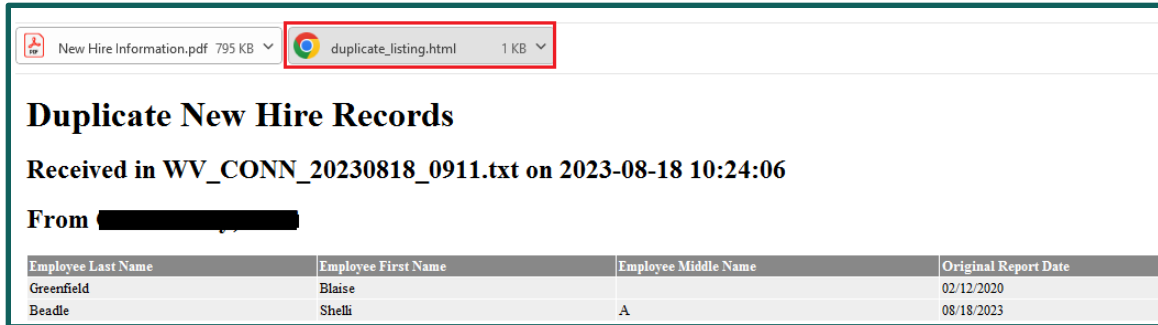 New Hire Information.pdf 795 KB duplicate_listing.html 1 KB
Duplicate New Hire Records
Received in WV_CONN_20230818_0911.txt on 2023-08-18 10:24:06
From
Employee Last Name Employee First Name Employee Middle Name Original Report Date
Greenfield Blaise 02/12/2020
Beadle Shelli A 08/18/2023